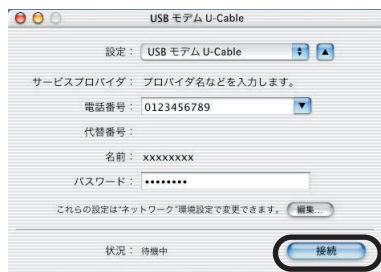 USB モデム U-Cable
設定： USB モデム U-Cable
サービスプロバイダ： プロバイダ名などを入力します。
電話番号： 0123456789
代替番号：
名前： xxxxxxxx
パスワード： ••••••••
これらの設定は“ネットワーク”環境設定で変更できます。 編集...
状況： 待機中 接続